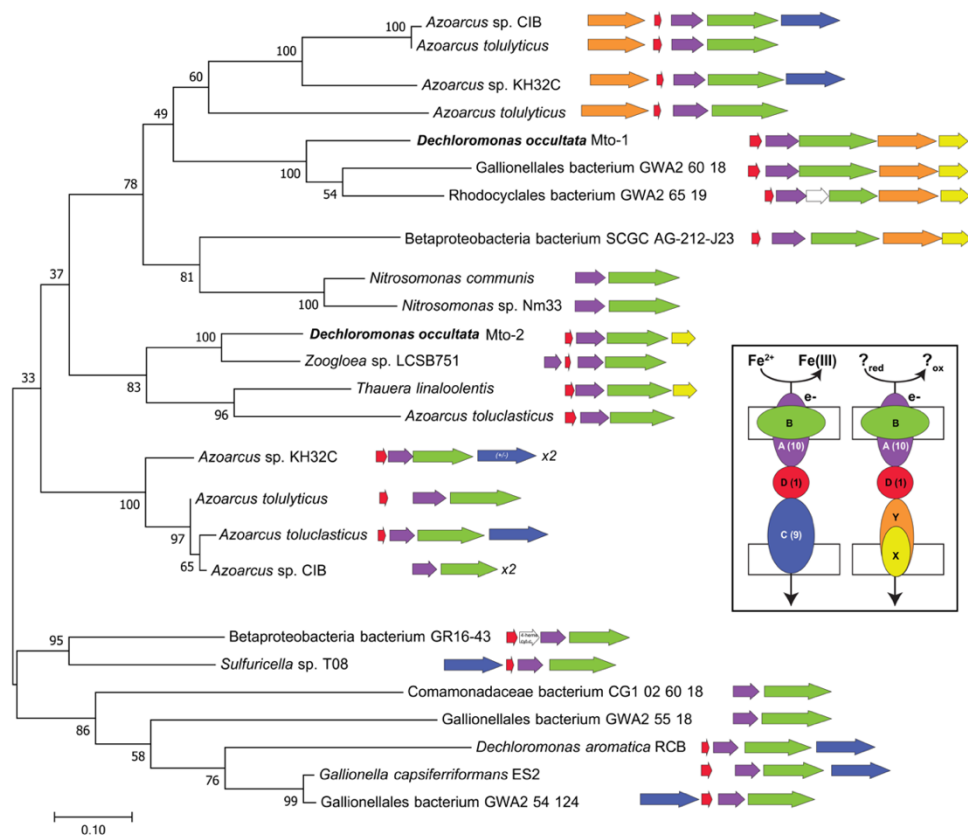 100
Azoarcus sp. CIB
Azoarcus tolulyticus
100
Azoarcus sp. KH32C
60
Azoarcus tolulyticus
49
Dechloromonas occultata Mto-1
100
Gallionellales bacterium GWA2 60 18
54
Rhodocyclales bacterium GWA2 65 19
78
Betaproteobacteria bacterium SCGC AG-212-J23
81
Nitrosomonas communis
100
Nitrosomonas sp. Nm33
37
Dechloromonas occultata Mto-2
100
Zoogloea sp. LCSB751
83
Thauera linaloolentis
96
Azoarcus toluclasticus
33
Azoarcus sp. KH32C
(+/-)
x2
100
Azoarcus tolulyticus
97
Azoarcus toluclasticus
65
Azoarcus sp. CIB
x2
95
Betaproteobacteria bacterium GR16-43
Sulfuricella sp. T08
Comamonadaceae bacterium CG1 02 60 18
86
Gallionellales bacterium GWA2 55 18
58
Dechloromonas aromatica RCB
76
Gallionella capsiferriformans ES2
99
Gallionellales bacterium GWA2 54 124
0.10
Fe2+ Fe(III) ?red ?ox
e- e-
B B
A (10) A (10)
D (1) D (1)
C (9) Y
X